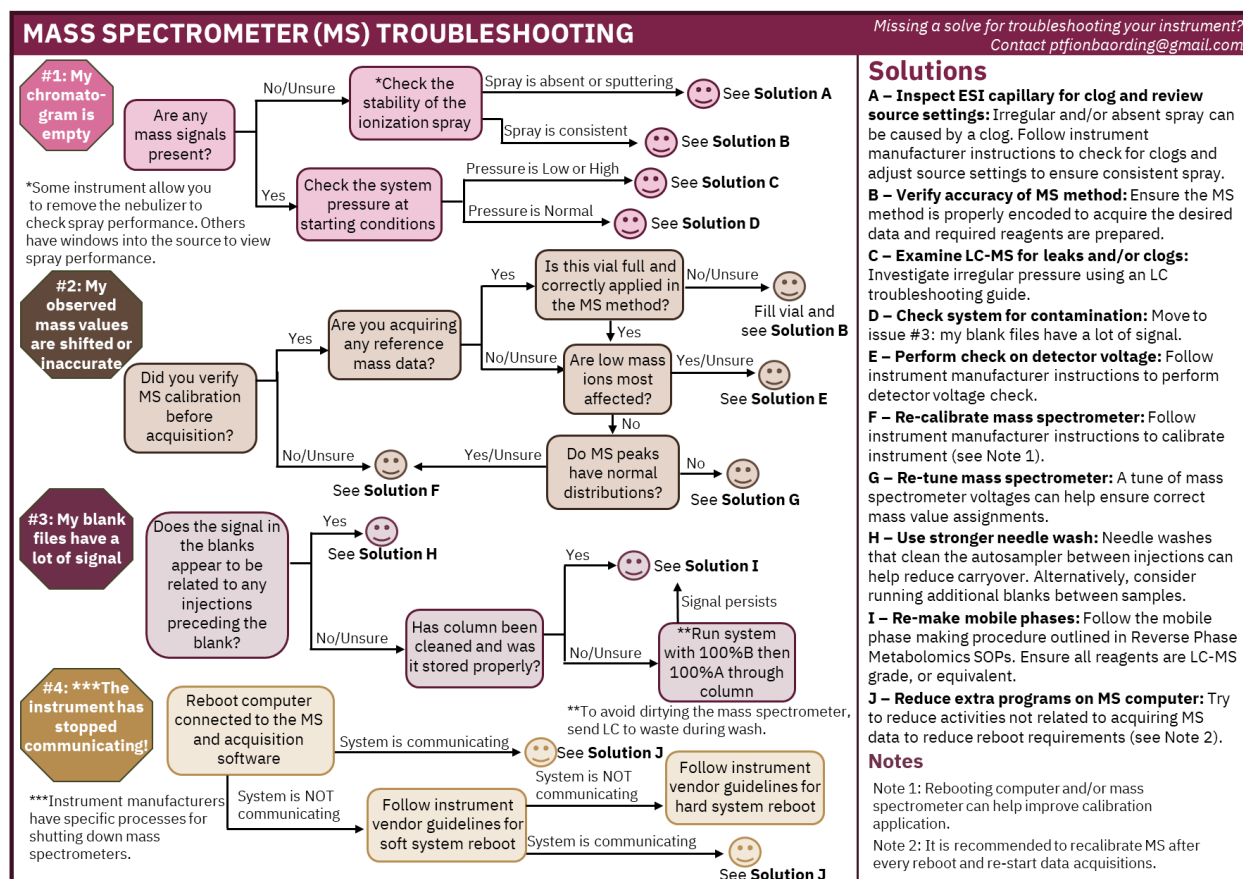 MASS SPECTROMETER (MS) TROUBLESHOOTING
Missing a solve for troubleshooting your instrument?
Contact ptfionbaording@gmail.com
#1: My
chromato-
gram is
empty
Are any
mass signals
present?
No/Unsure
*Check the
stability of the
ionization spray
Spray is absent or sputtering
See Solution A
Spray is consistent
See Solution B
Yes
Check the system
pressure at
starting conditions
Pressure is Low or High
See Solution C
Pressure is Normal
See Solution D
*Some instrument allow you
to remove the nebulizer to
check spray performance. Others
have windows into the source to view
spray performance.
#2: My
observed
mass values
are shifted or
inaccurate
Did you verify
MS calibration
before
acquisition?
Yes
Are you acquiring
any reference
mass data?
Yes
Is this vial full and
correctly applied in
the MS method?
No/Unsure
Fill vial and
see Solution B
Yes
No/Unsure
Are low mass
ions most
affected?
Yes/Unsure
See Solution E
No
Do MS peaks
have normal
distributions?
No
See Solution G
Yes/Unsure
No/Unsure
See Solution F
#3: My blank
files have a
lot of signal
Does the signal in
the blanks
appear to be
related to any
injections
preceding the
blank?
Yes
See Solution H
No/Unsure
Has column been
cleaned and was
it stored properly?
Yes
See Solution I
Signal persists
No/Unsure
**Run system
with 100%B then
100%A through
column
**To avoid dirtying the mass spectrometer,
send LC to waste during wash.
#4: ***The
instrument has
stopped
communicating!
Reboot computer
connected to the MS
and acquisition
software
System is communicating
See Solution J
System is NOT
communicating
Follow instrument
vendor guidelines for
soft system reboot
System is NOT
communicating
Follow instrument
vendor guidelines for
hard system reboot
System is communicating
See Solution J
***Instrument manufacturers
have specific processes for
shutting down mass
spectrometers.
Solutions
A – Inspect ESI capillary for clog and review
source settings: Irregular and/or absent spray can
be caused by a clog. Follow instrument
manufacturer instructions to check for clogs and
adjust source settings to ensure consistent spray.
B – Verify accuracy of MS method: Ensure the MS
method is properly encoded to acquire the desired
data and required reagents are prepared.
C – Examine LC-MS for leaks and/or clogs:
Investigate irregular pressure using an LC
troubleshooting guide.
D – Check system for contamination: Move to
issue #3: my blank files have a lot of signal.
E – Perform check on detector voltage: Follow
instrument manufacturer instructions to perform
detector voltage check.
F – Re-calibrate mass spectrometer: Follow
instrument manufacturer instructions to calibrate
instrument (see Note 1).
G – Re-tune mass spectrometer: A tune of mass
spectrometer voltages can help ensure correct
mass value assignments.
H – Use stronger needle wash: Needle washes
that clean the autosampler between injections can
help reduce carryover. Alternatively, consider
running additional blanks between samples.
I – Re-make mobile phases: Follow the mobile
phase making procedure outlined in Reverse Phase
Metabolomics SOPs. Ensure all reagents are LC-MS
grade, or equivalent.
J – Reduce extra programs on MS computer: Try
to reduce activities not related to acquiring MS
data to reduce reboot requirements (see Note 2).
Notes
Note 1: Rebooting computer and/or mass
spectrometer can help improve calibration
application.
Note 2: It is recommended to recalibrate MS after
every reboot and re-start data acquisitions.